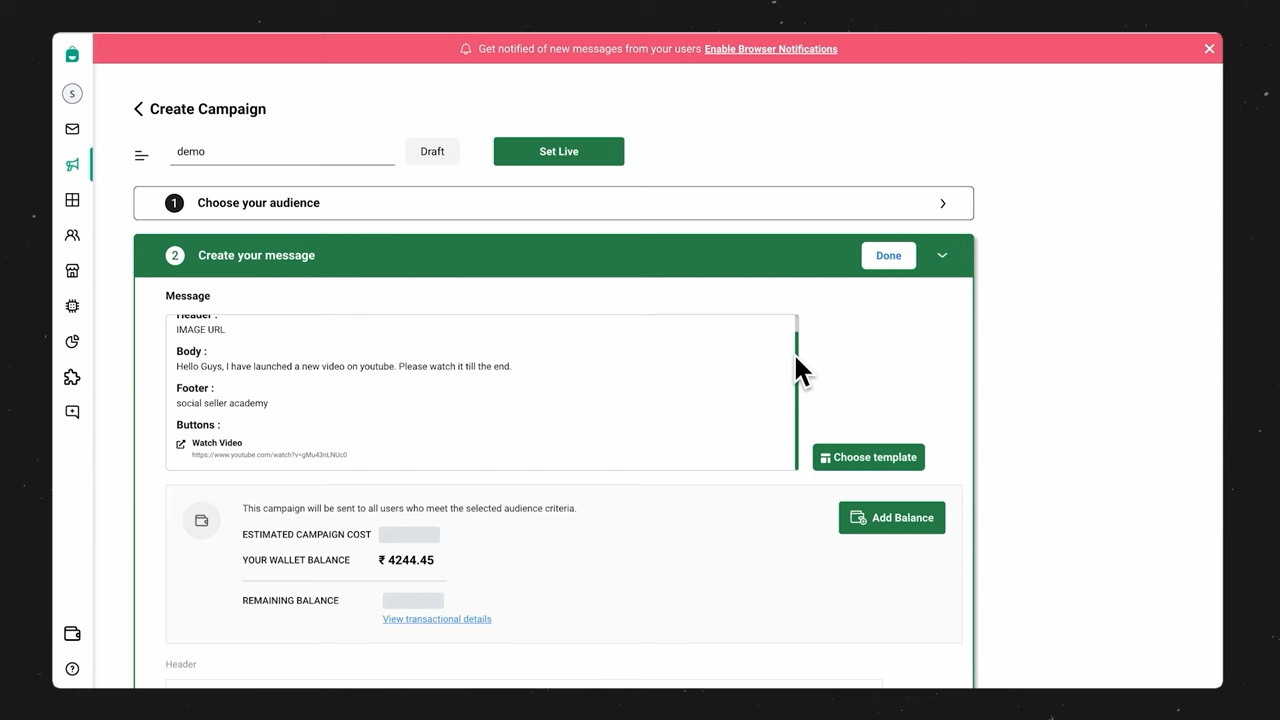 Get notified of new messages from your users Enable Browser Notifications
S
Create Campaign
demo
Draft
Set Live
1 Choose your audience
2 Create your message
Done
Message
Header :
IMAGE URL
Body :
Hello Guys, I have launched a new video on youtube. Please watch it till the end.
Footer :
social seller academy
Buttons :
Watch Video
https://www.youtube.com/watch?v=gMu43nLNUc0
Choose template
This campaign will be sent to all users who meet the selected audience criteria.
Add Balance
ESTIMATED CAMPAIGN COST
YOUR WALLET BALANCE ₹ 4244.45
REMAINING BALANCE
View transactional details
Header